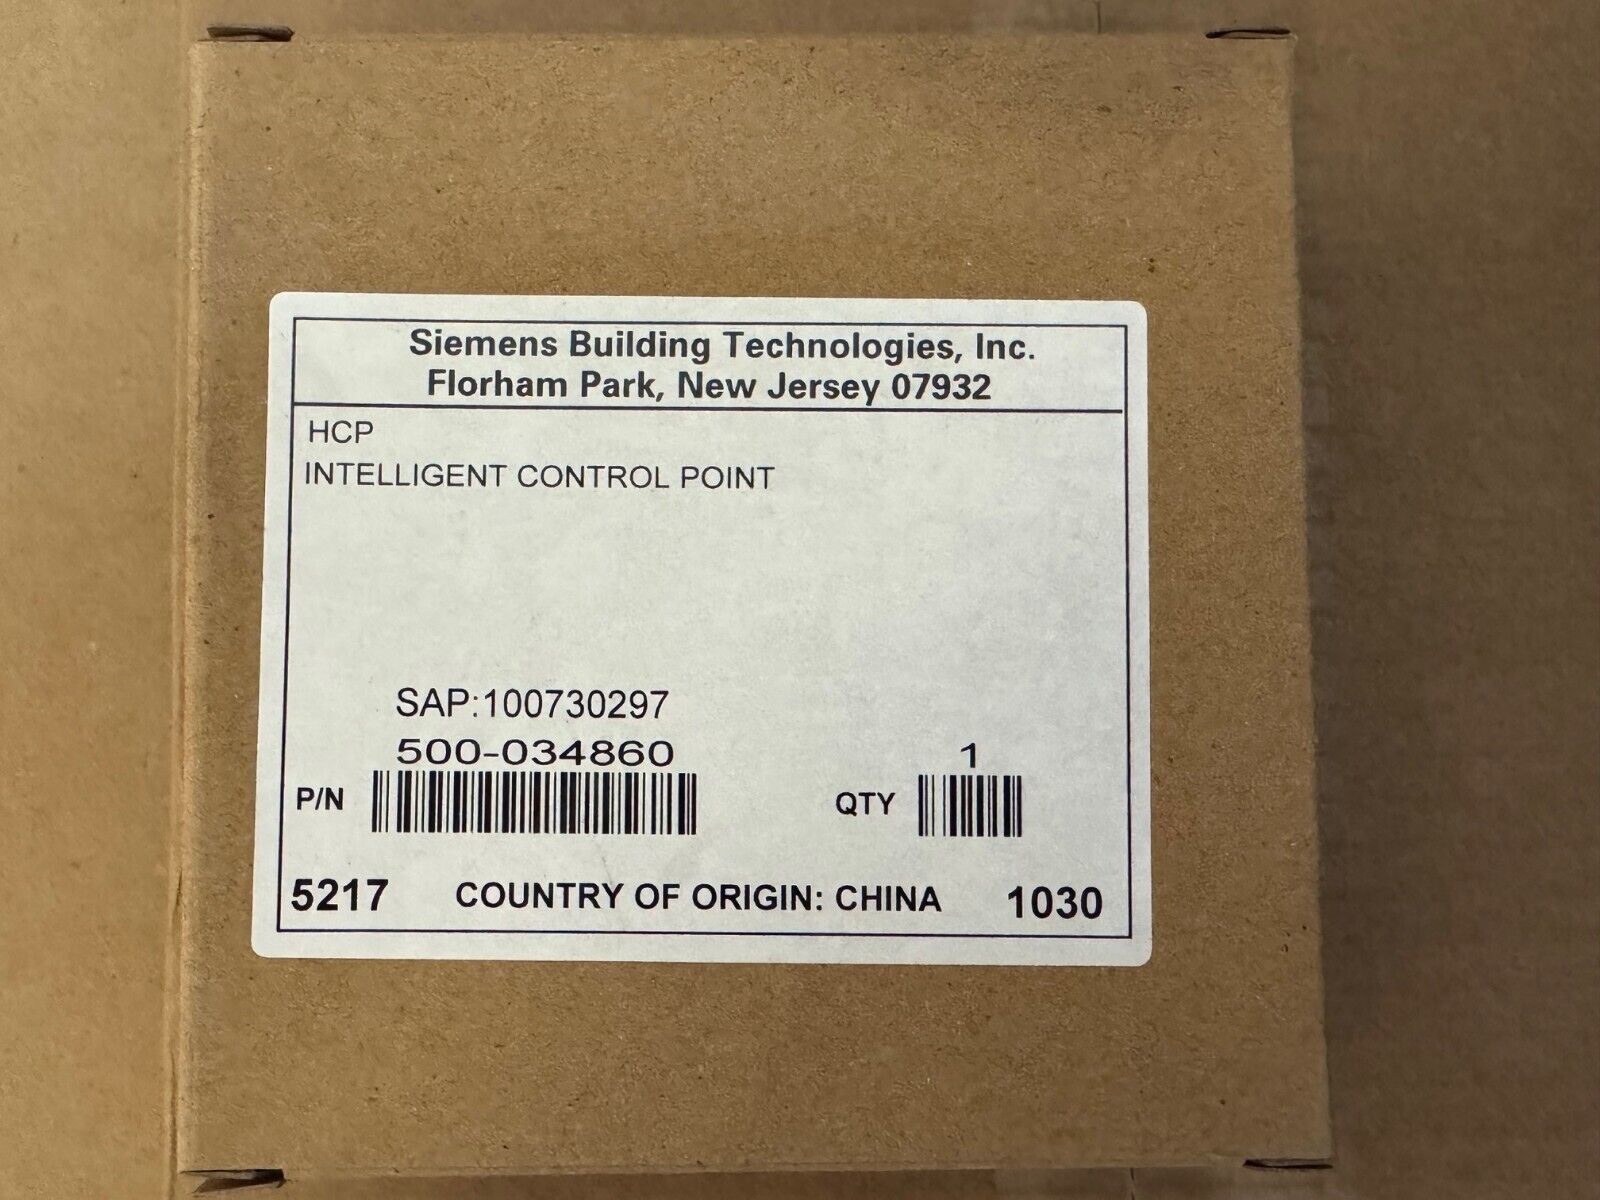 Siemens Building Technologies, Inc.
Florham Park, New Jersey 07932
HCP
INTELLIGENT CONTROL POINT
SAP:100730297
500-034860
1
P/N
QTY
5217 COUNTRY OF ORIGIN: CHINA 1030